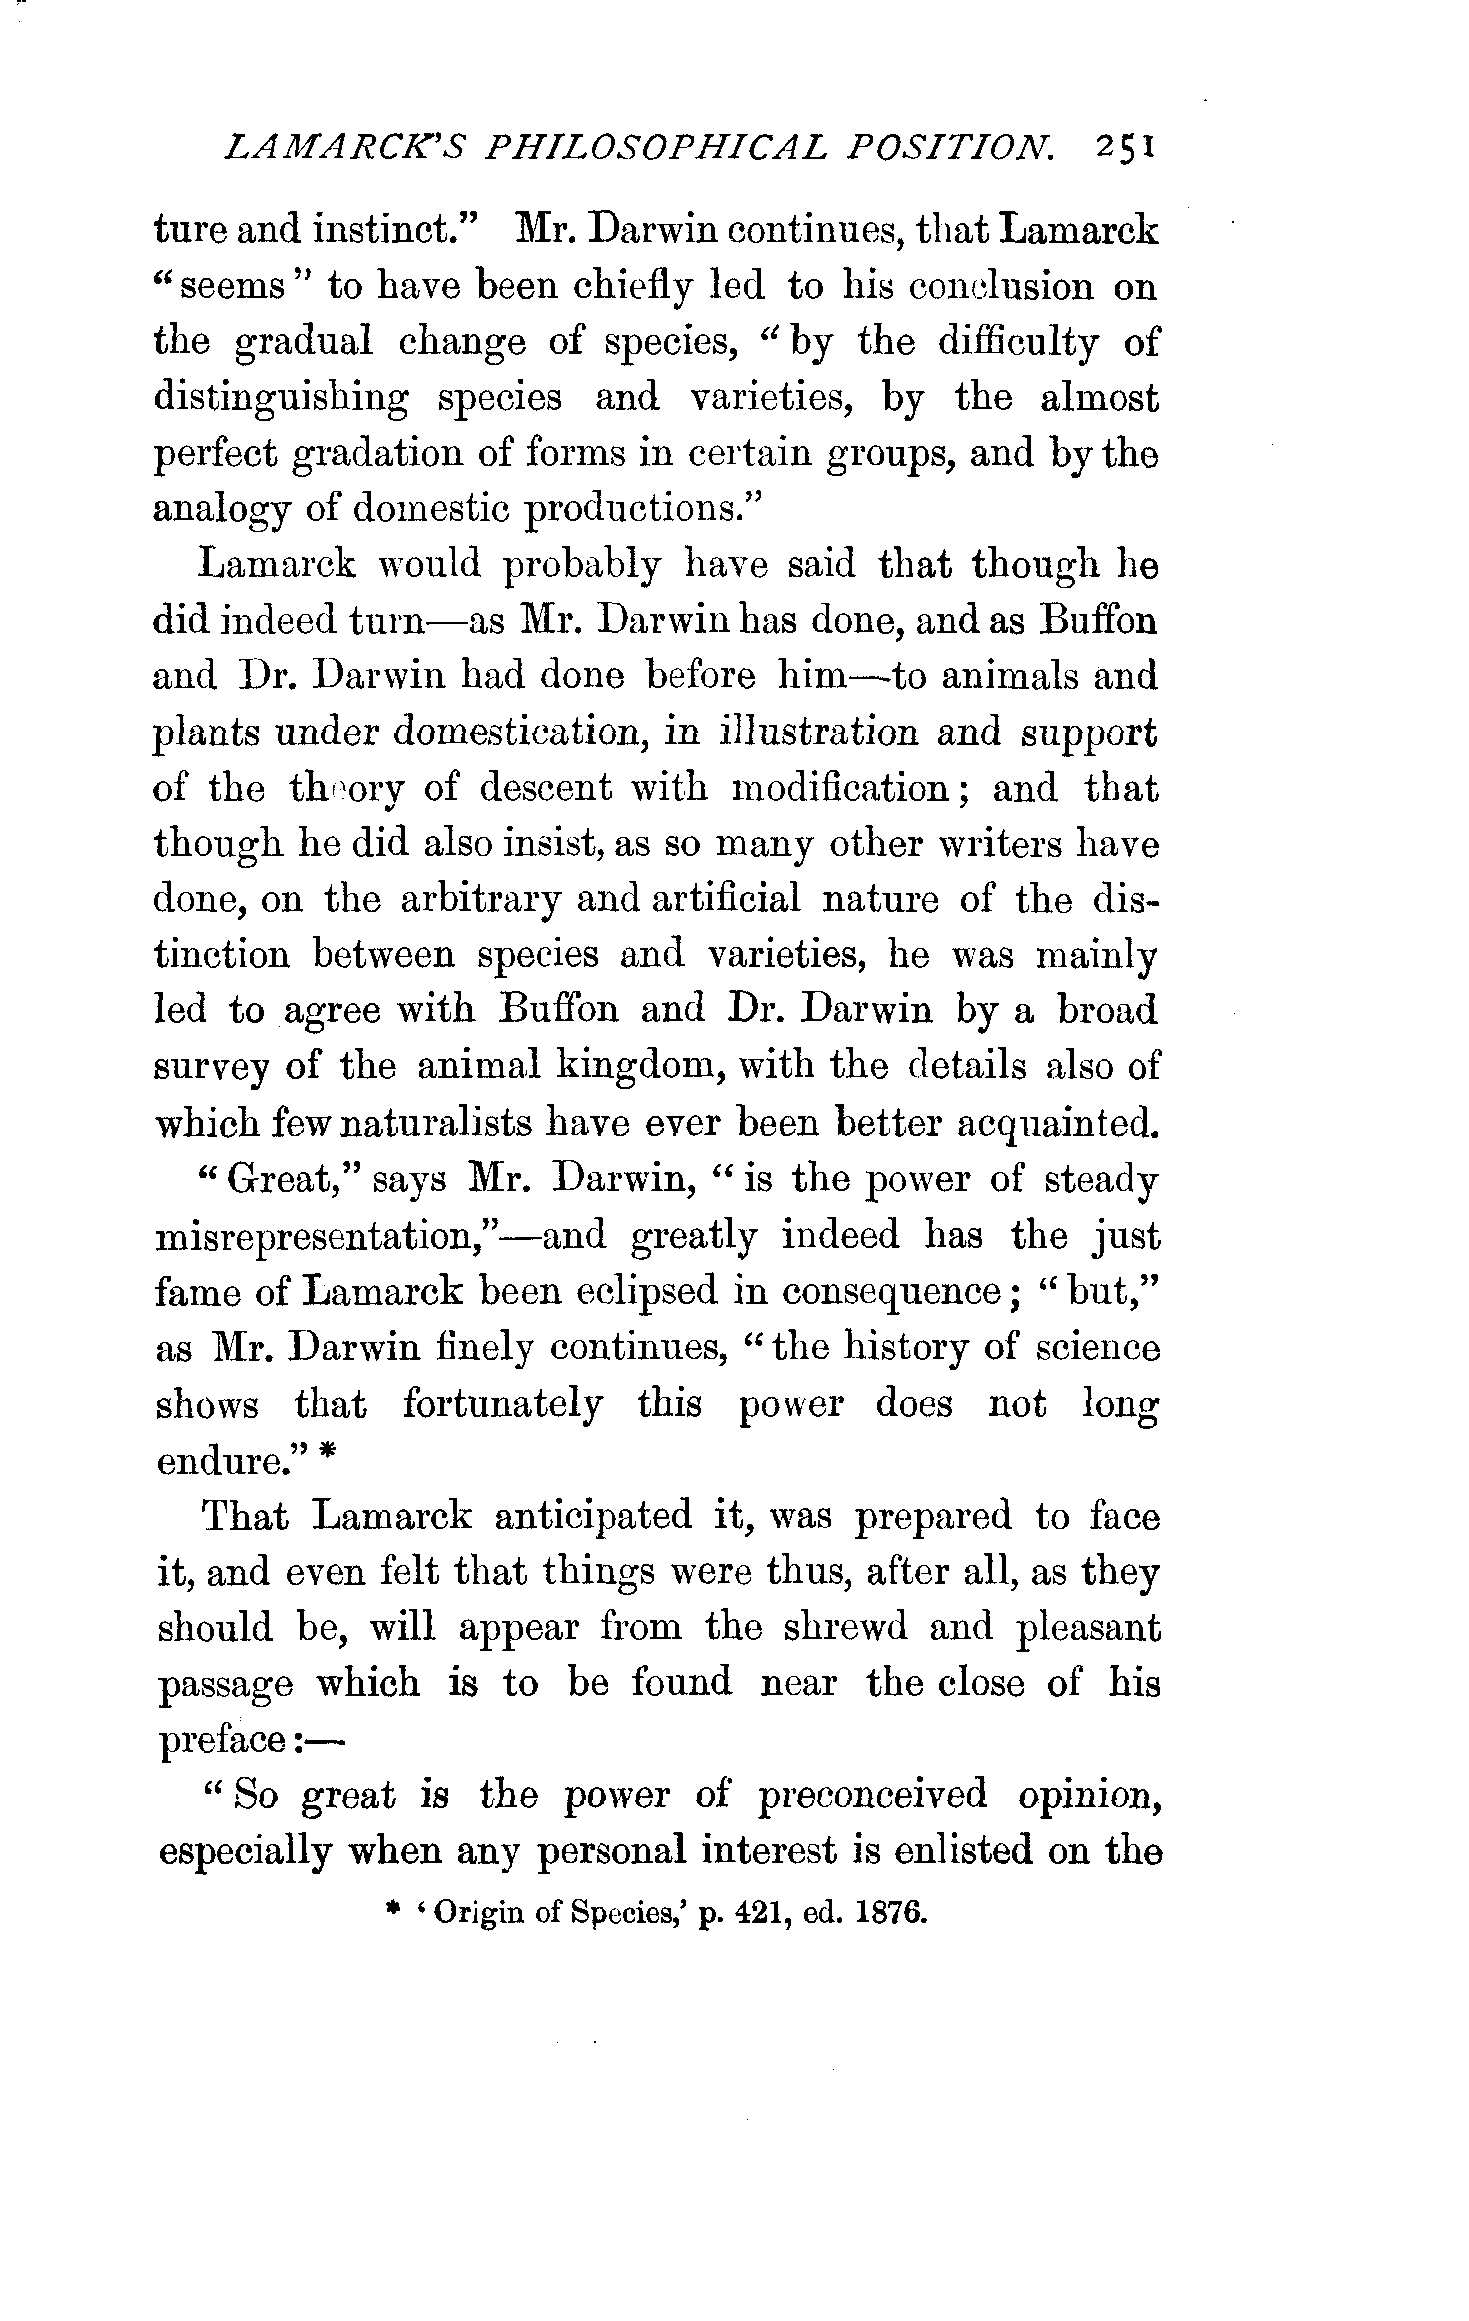 LAMARCK'S PHILOSOPHICAL POSITION. 251
ture and instinct." Mr. Darwin continues, that Lamarck
"seems" to have been chiefly led to his conclusion on
the gradual change of species, "by the difficulty of
distinguishing species and varieties, by the almost
perfect gradation of forms in certain groups, and by the
analogy of domestic productions."
Lamarck would probably have said that though he
did indeed turn—as Mr. Darwin has done, and as Buffon
and Dr. Darwin had done before him—to animals and
plants under domestication, in illustration and support
of the theory of descent with modification; and that
though he did also insist, as so many other writers have
done, on the arbitrary and artificial nature of the dis-
tinction between species and varieties, he was mainly
led to agree with Buffon and Dr. Darwin by a broad
survey of the animal kingdom, with the details also of
which few naturalists have ever been better acquainted.
"Great," says Mr. Darwin, "is the power of steady
misrepresentation,"—and greatly indeed has the just
fame of Lamarck been eclipsed in consequence; "but,"
as Mr. Darwin finely continues, "the history of science
shows that fortunately this power does not long
endure." *
That Lamarck anticipated it, was prepared to face
it, and even felt that things were thus, after all, as they
should be, will appear from the shrewd and pleasant
passage which is to be found near the close of his
preface:—
"So great is the power of preconceived opinion,
especially when any personal interest is enlisted on the
* 'Origin of Species,' p. 421, ed. 1876.